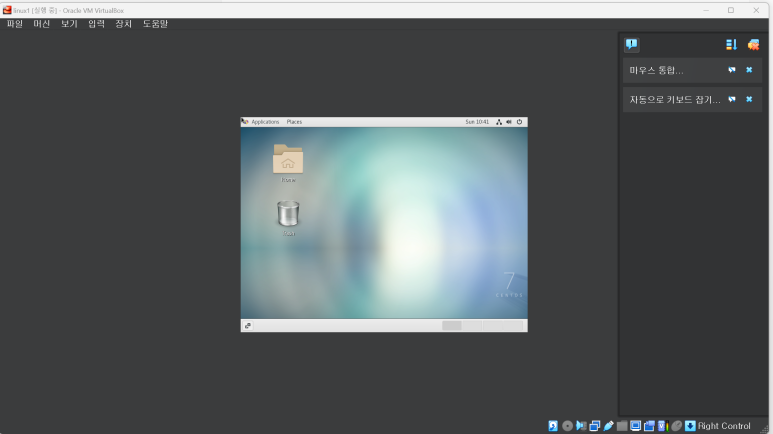 linux1 [실행 중] - Oracle VM VirtualBox
파일 머신 보기 입력 장치 도움말
마우스 통합...
자동으로 키보드 잡기...
Applications Places Sun 10:41
Home
Trash
7
CENTOS
Right Control